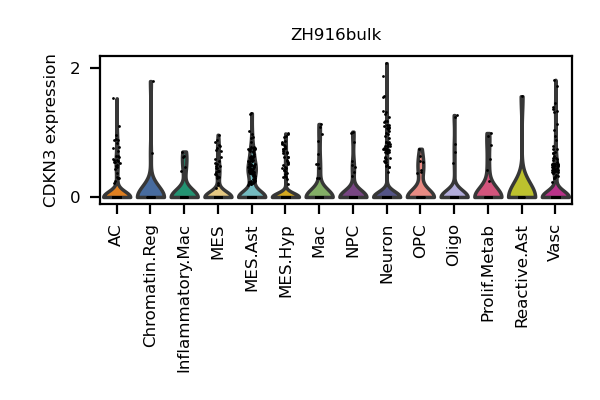 ZH916bulk
CDKN3 expression
2
0
AC
Chromatin.Reg
Inflammatory.Mac
MES
MES.Ast
MES.Hyp
Mac
NPC
Neuron
OPC
Oligo
Prolif.Metab
Reactive.Ast
Vasc